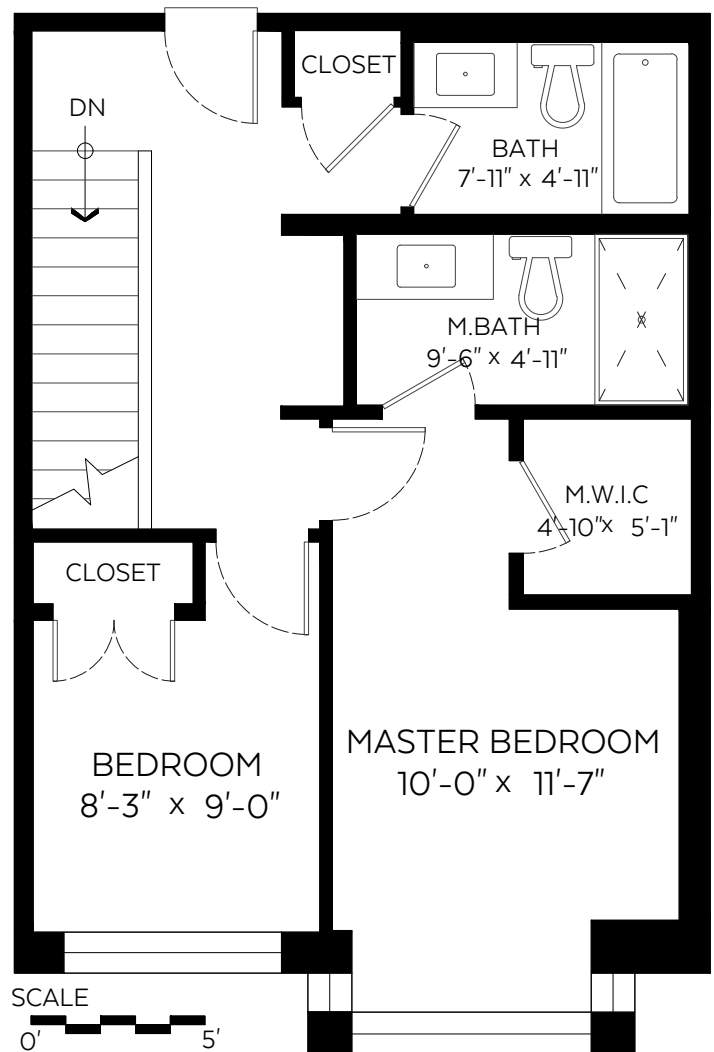 CLOSET
DN
BATH
7'-11" x 4'-11"
M.BATH
9'-6" x 4'-11"
M.W.I.C
4'-10"x 5'-1"
CLOSET
MASTER BEDROOM
10'-0" x 11'-7"
BEDROOM
8'-3" x 9'-0"
SCALE
0' 5'